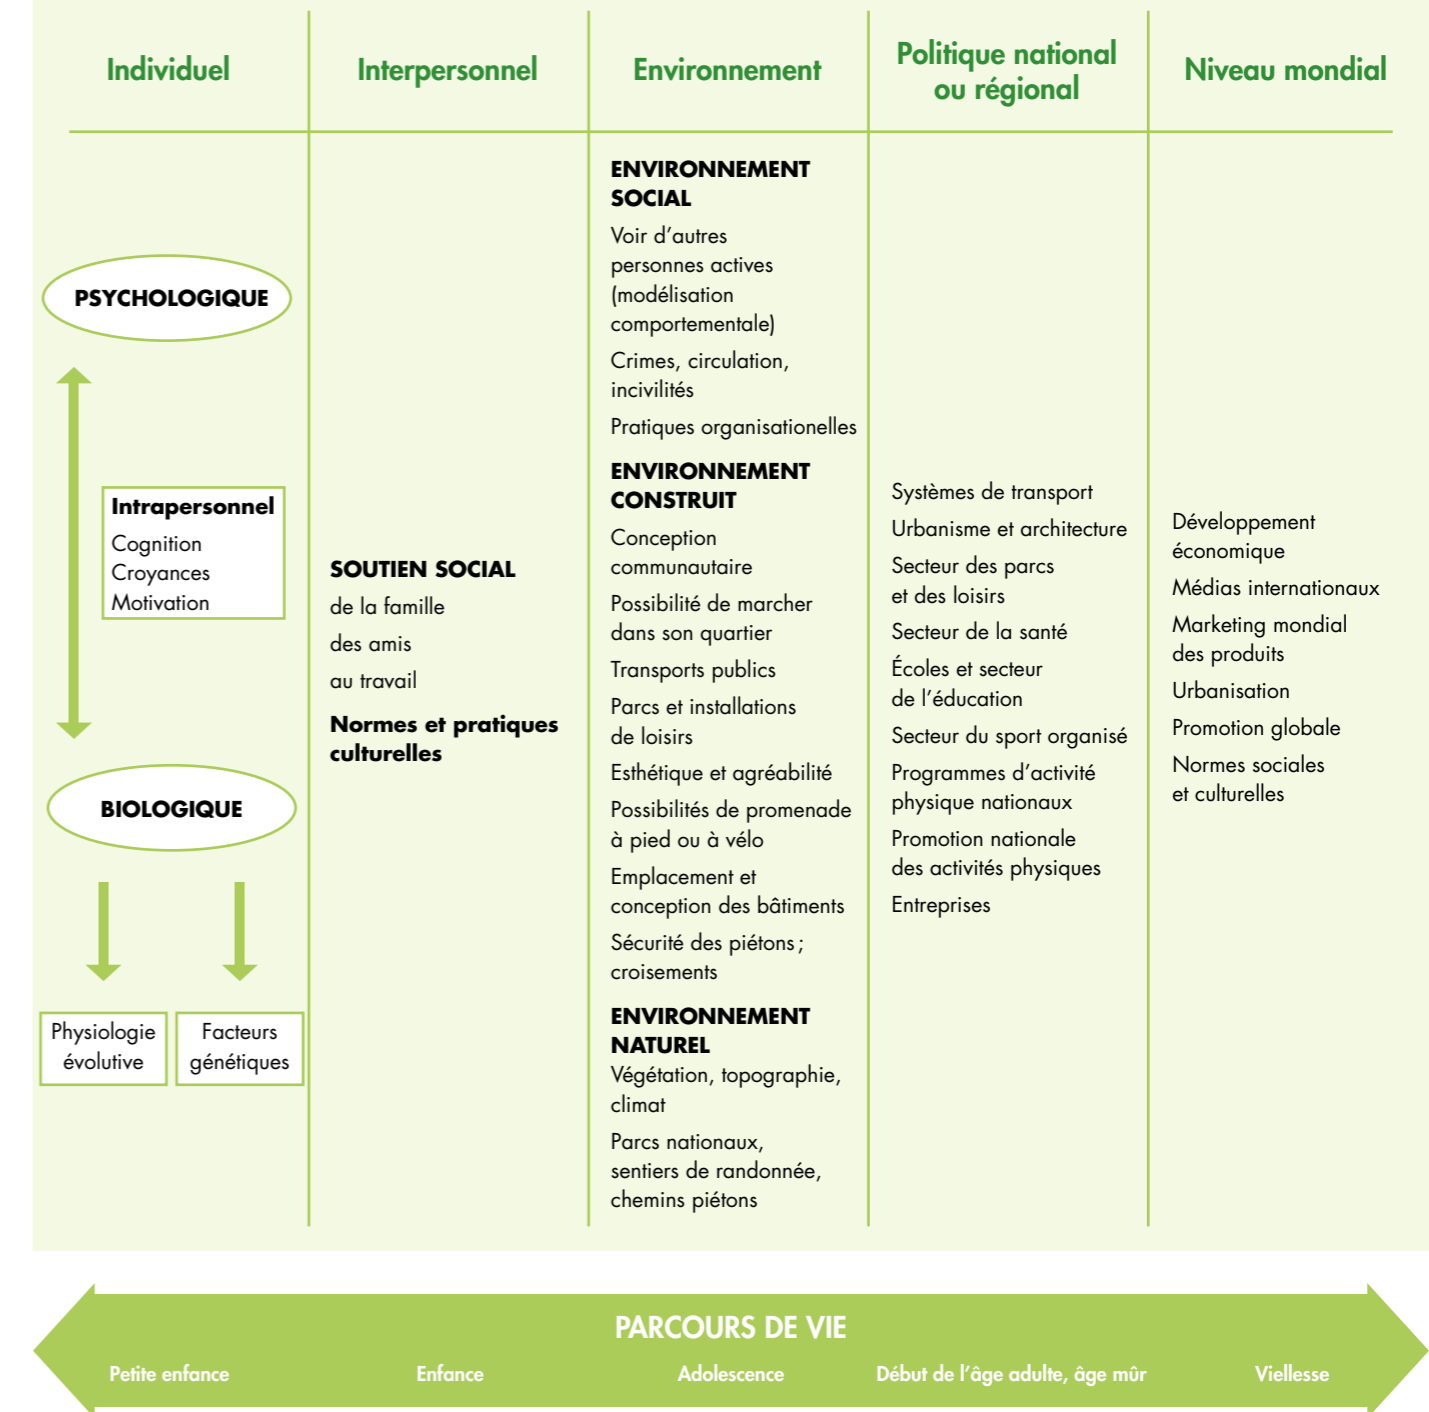 Individuel
Interpersonnel
Environnement
Politique national
ou régional
Niveau mondial
PSYCHOLOGIQUE
Intrapersonnel
Cognition
Croyances
Motivation
BIOLOGIQUE
Physiologie
évolutive
Facteurs
génétiques
SOUTIEN SOCIAL
de la famille
des amis
au travail
Normes et pratiques
culturelles
ENVIRONNEMENT
SOCIAL
Voir d’autres
personnes actives
(modélisation
comportementale)
Crimes, circulation,
incivilités
Pratiques organisationelles
ENVIRONNEMENT
CONSTRUIT
Conception
communautaire
Possibilité de marcher
dans son quartier
Transports publics
Parcs et installations
de loisirs
Esthétique et agréabilité
Possibilités de promenade
à pied ou à vélo
Emplacement et
conception des bâtiments
Sécurité des piétons ;
croisements
ENVIRONNEMENT
NATUREL
Végétation, topographie,
climat
Parcs nationaux,
sentiers de randonnée,
chemins piétons
Systèmes de transport
Urbanisme et architecture
Secteur des parcs
et des loisirs
Secteur de la santé
Écoles et secteur
de l’éducation
Secteur du sport organisé
Programmes d’activité
physique nationaux
Promotion nationale
des activités physiques
Entreprises
Développement
économique
Médias internationaux
Marketing mondial
des produits
Urbanisation
Promotion globale
Normes sociales
et culturelles
PARCOURS DE VIE
Petite enfance
Enfance
Adolescence
Début de l’âge adulte, âge mûr
Viellesse